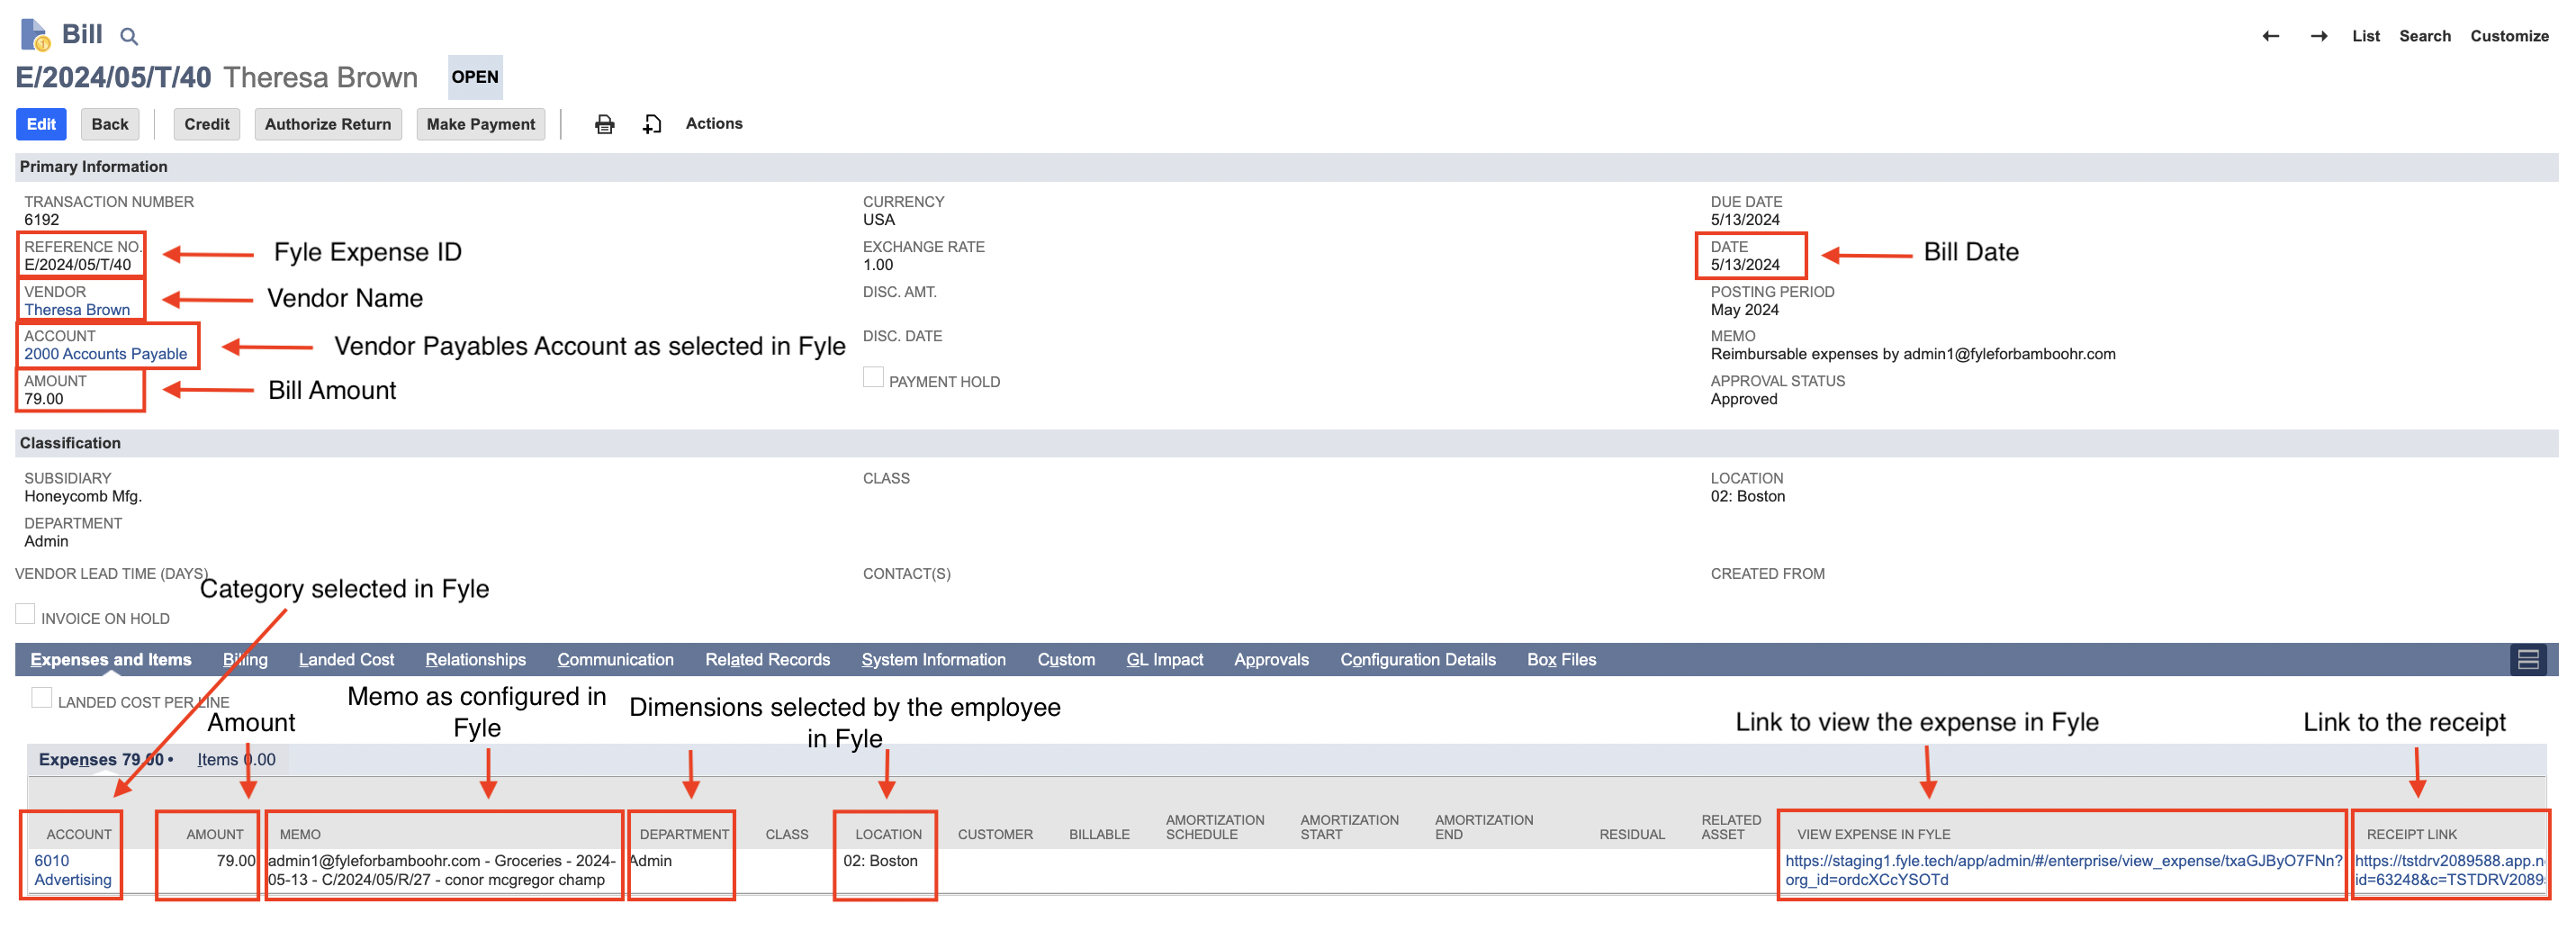 Bill
List Search Customize
E/2024/05/T/40 Theresa Brown OPEN
Edit Back Credit Authorize Return Make Payment Actions
Primary Information
TRANSACTION NUMBER
6192
REFERENCE NO.
E/2024/05/T/40
Fyle Expense ID
VENDOR
Theresa Brown
Vendor Name
ACCOUNT
2000 Accounts Payable
Vendor Payables Account as selected in Fyle
AMOUNT
79.00
Bill Amount
CURRENCY
USA
EXCHANGE RATE
1.00
DISC. AMT.
DISC. DATE
PAYMENT HOLD
DUE DATE
5/13/2024
DATE
5/13/2024
Bill Date
POSTING PERIOD
May 2024
MEMO
Reimbursable expenses by admin1@fyleforbamboohr.com
APPROVAL STATUS
Approved
Classification
SUBSIDIARY
Honeycomb Mfg.
DEPARTMENT
Admin
CLASS
LOCATION
02: Boston
VENDOR LEAD TIME (DAYS)
CONTACT(S)
CREATED FROM
Category selected in Fyle
INVOICE ON HOLD
Expenses and Items Billing Landed Cost Relationships Communication Related Records System Information Custom GL Impact Approvals Configuration Details Box Files
LANDED COST PER LINE
Amount
Memo as configured in
Fyle
Dimensions selected by the employee
in Fyle
Link to view the expense in Fyle
Link to the receipt
Expenses 79.00 • Items 0.00
ACCOUNT AMOUNT MEMO DEPARTMENT CLASS LOCATION CUSTOMER BILLABLE AMORTIZATION SCHEDULE AMORTIZATION START AMORTIZATION END RESIDUAL RELATED ASSET VIEW EXPENSE IN FYLE RECEIPT LINK
6010
Advertising
79.00
admin1@fyleforbamboohr.com - Groceries - 2024-
05-13 - C/2024/05/R/27 - conor mcgregor champ
Admin
02: Boston
https://staging1.fyle.tech/app/admin/#/enterprise/view_expense/txaGJByO7FNn?
org_id=ordcXCcYSOTd
https://tstdrv2089588.app.n
id=63248&c=TSTDRV2089